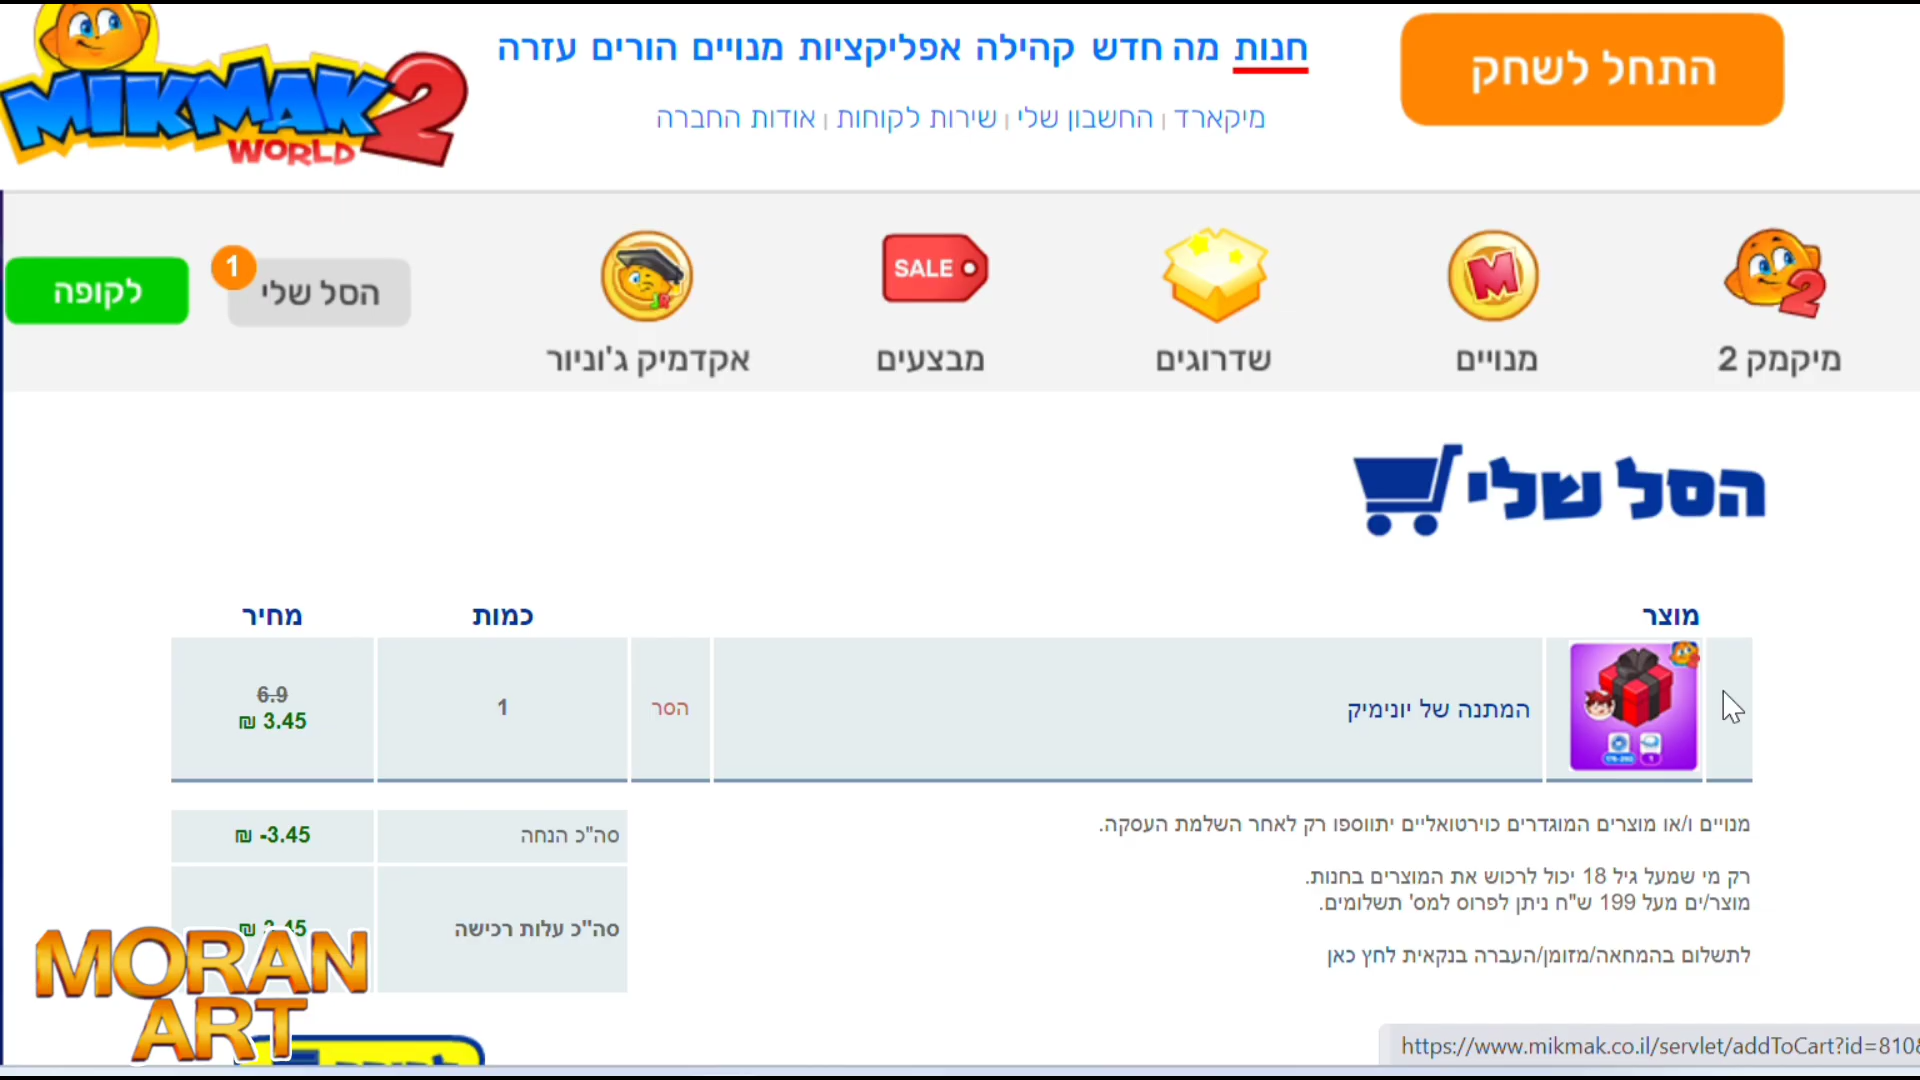 MIKMAK
WORLD 2
חנות מה חדש קהילה אפליקציות מנויים הורים עזרה
התחל לשחק
מיקארד | החשבון שלי | שירות לקוחות | אודות החברה
מיקמק 2
M
מנויים
שדרוגים
SALE
מבצעים
JR
אקדמיק ג'וניור
הסל שלי
1
לקופה
הסל שלי
מוצר כמות מחיר
המתנה של יונימיק
הסר
1
6.9
3.45 ₪
סה"כ הנחה -3.45 ₪
סה"כ עלות רכישה 3.45 ₪
מנויים ו/או מוצרים המוגדרים כוירטואליים יתווספו רק לאחר השלמת העסקה.
רק מי שמעל גיל 18 יכול לרכוש את המוצרים בחנות.
מוצר/ים מעל 199 ש"ח ניתן לפרוס למס' תשלומים.
לתשלום בהמחאה/מזומן/העברה בנקאית לחץ כאן
MORAN
ART
https://www.mikmak.co.il/servlet/addToCart?id=810&